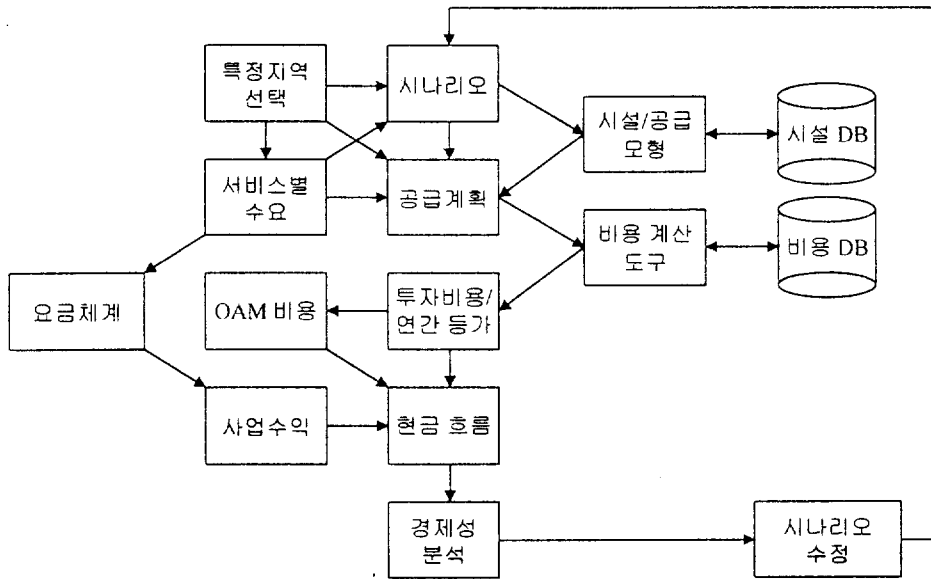 특정지역
선택
시나리오
시설/공급
모형
시설 DB
서비스별
수요
공급계획
비용 계산
도구
비용 DB
요금체계
OAM 비용
투자비용/
연간 등가
사업수익
현금 흐름
경제성
분석
시나리오
수정